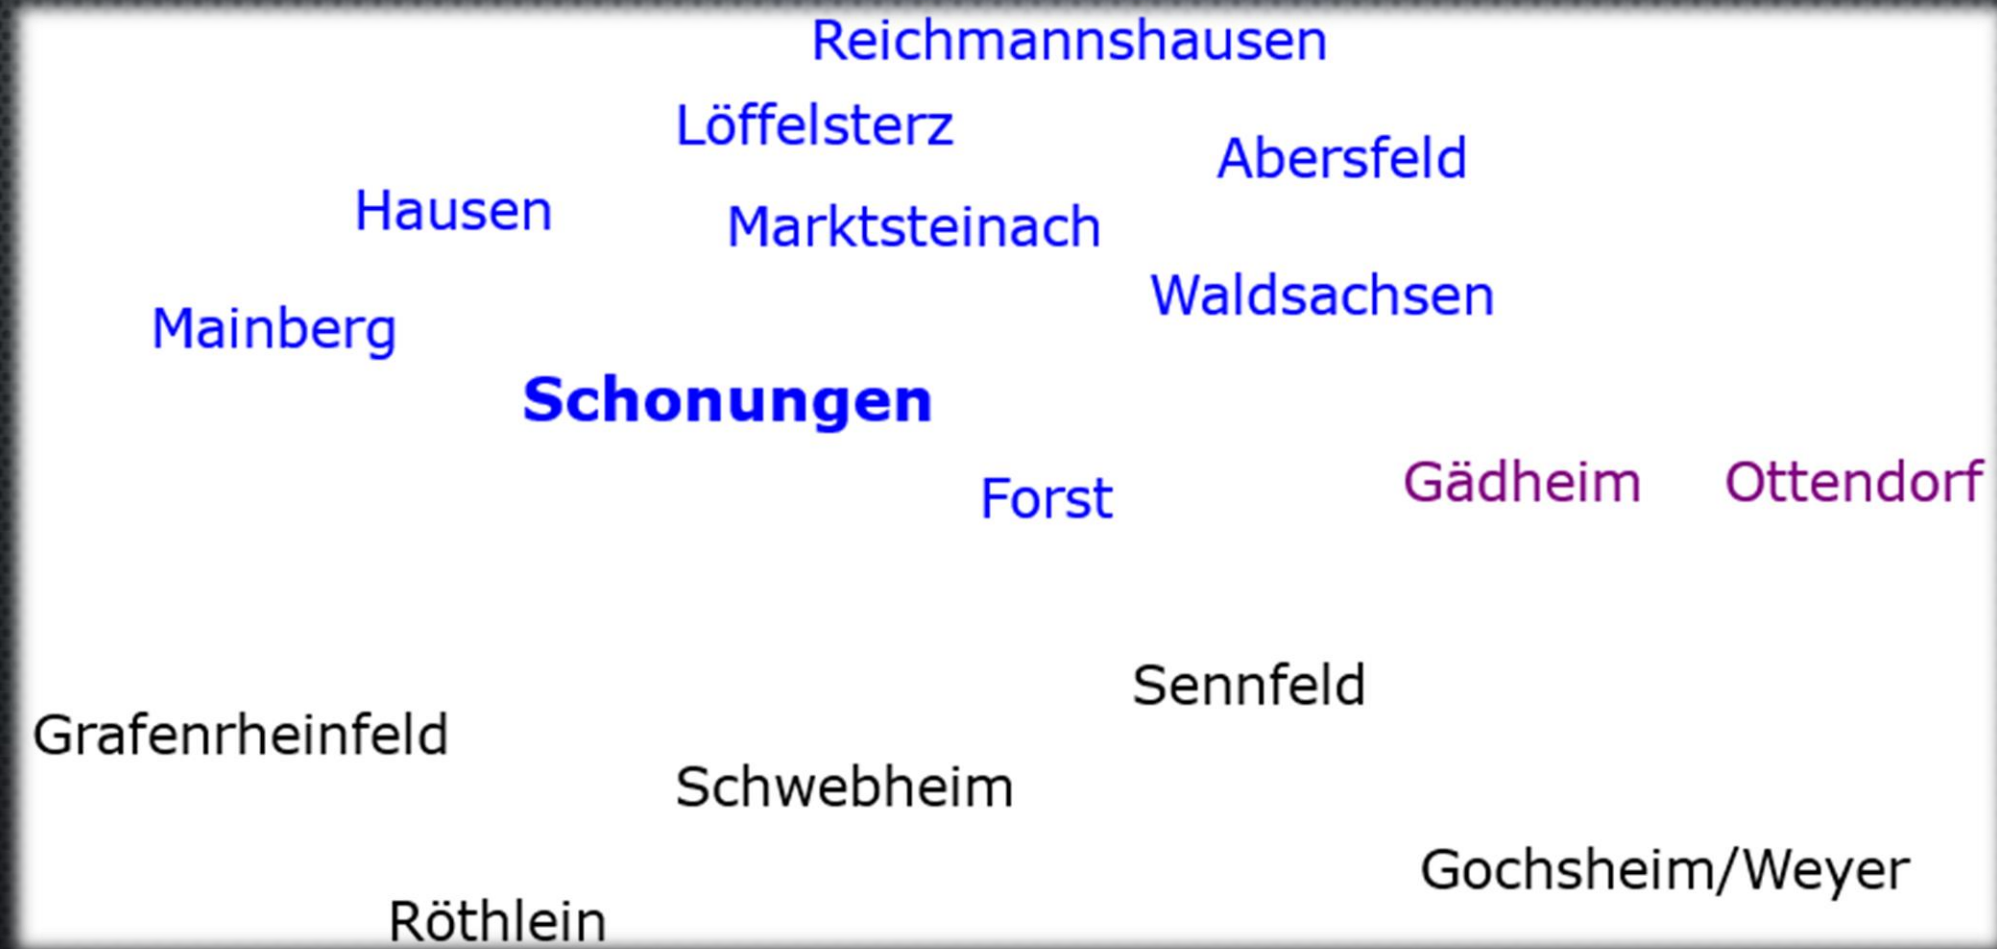 Reichmannshausen
Löffelsterz
Abersfeld
Hausen
Marktsteinach
Waldsachsen
Mainberg
Schonungen
Gädheim Ottendorf
Forst
Sennfeld
Grafenrheinfeld
Schwebheim
Gochsheim/Weyer
Röthlein